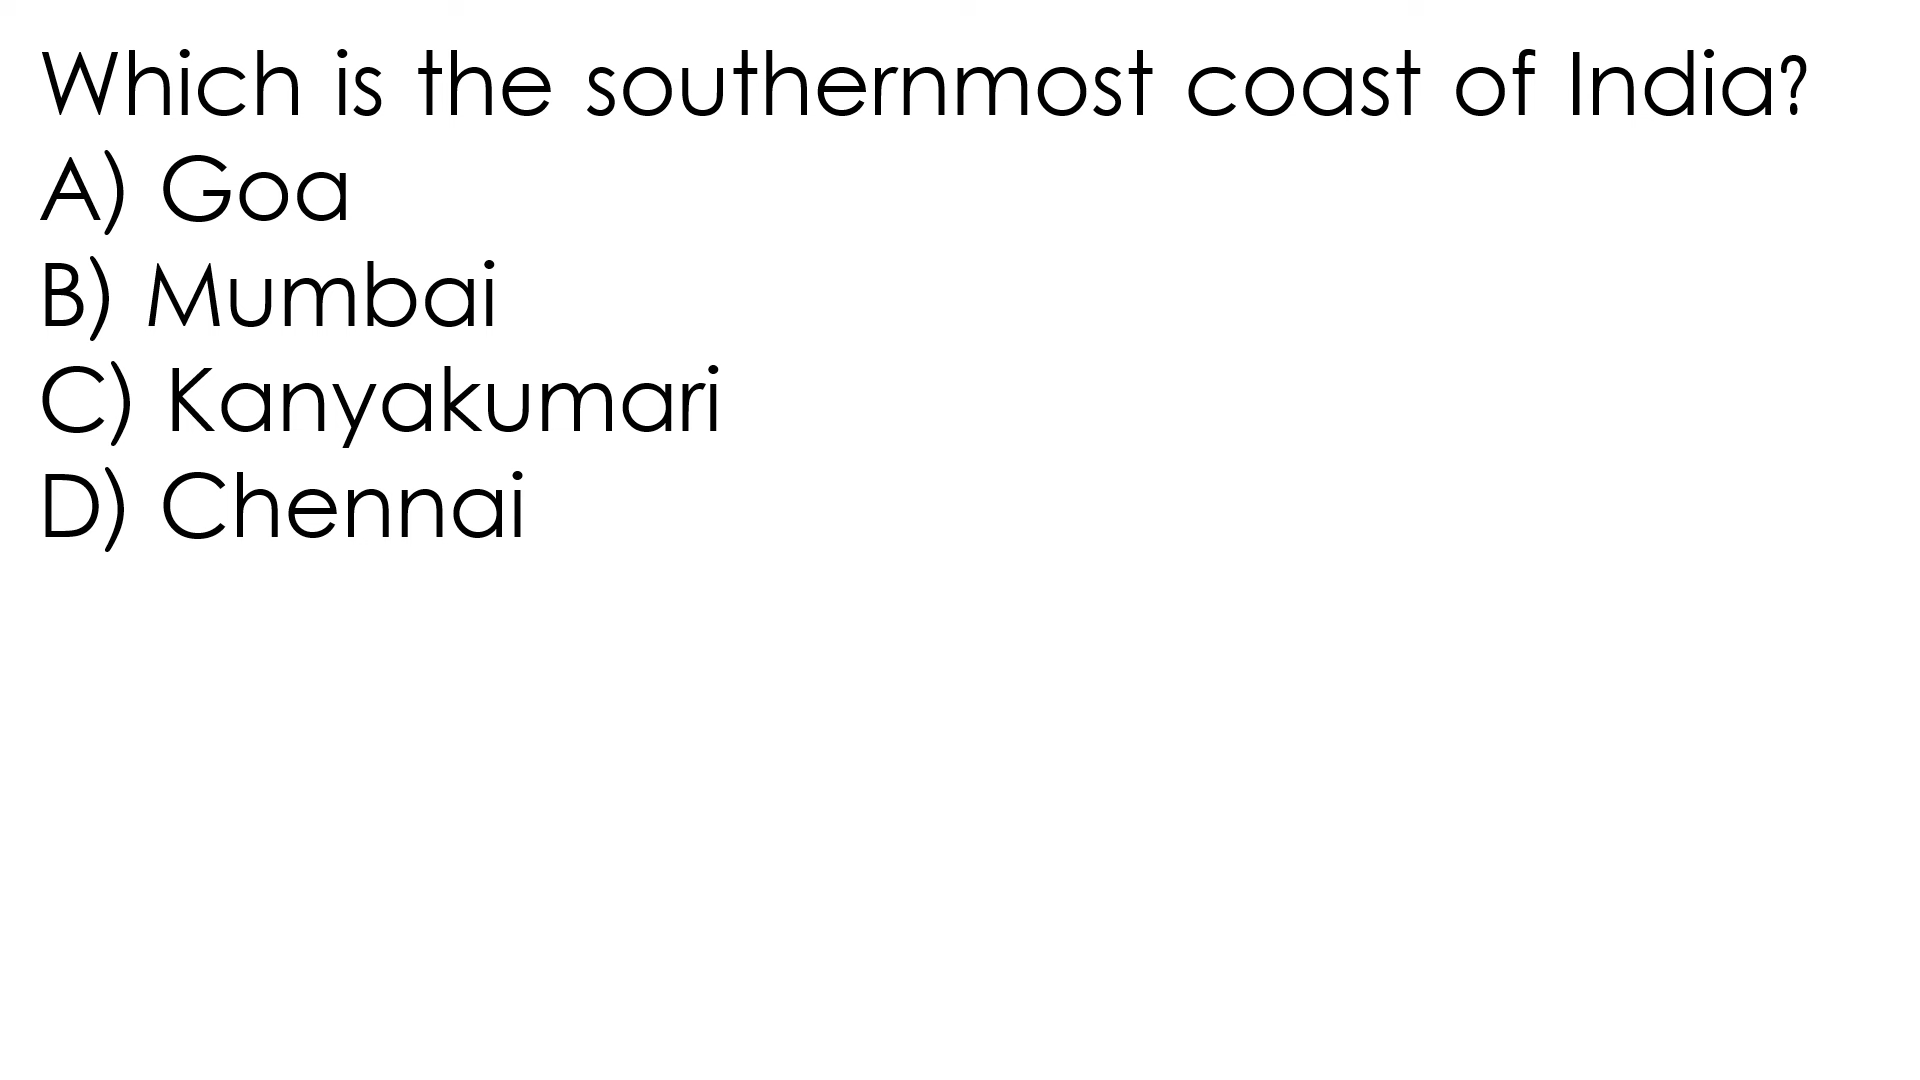 Which is the southernmost coast of India?
A) Goa
B) Mumbai
C) Kanyakumari
D) Chennai